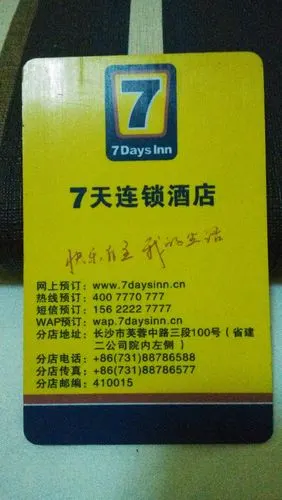 7
7 Days Inn
7天连锁酒店
快乐自主 我的生活
网上预订：www.7daysinn.cn
热线预订：400 7770 777
短信预订：156 2222 7777
WAP预订：wap.7daysinn.cn
分店地址：长沙市芙蓉中路三段100号（省建
二公司院内左侧）
分店电话：+86(731)88786588
分店传真：+86(731)88786577
分店邮编：410015